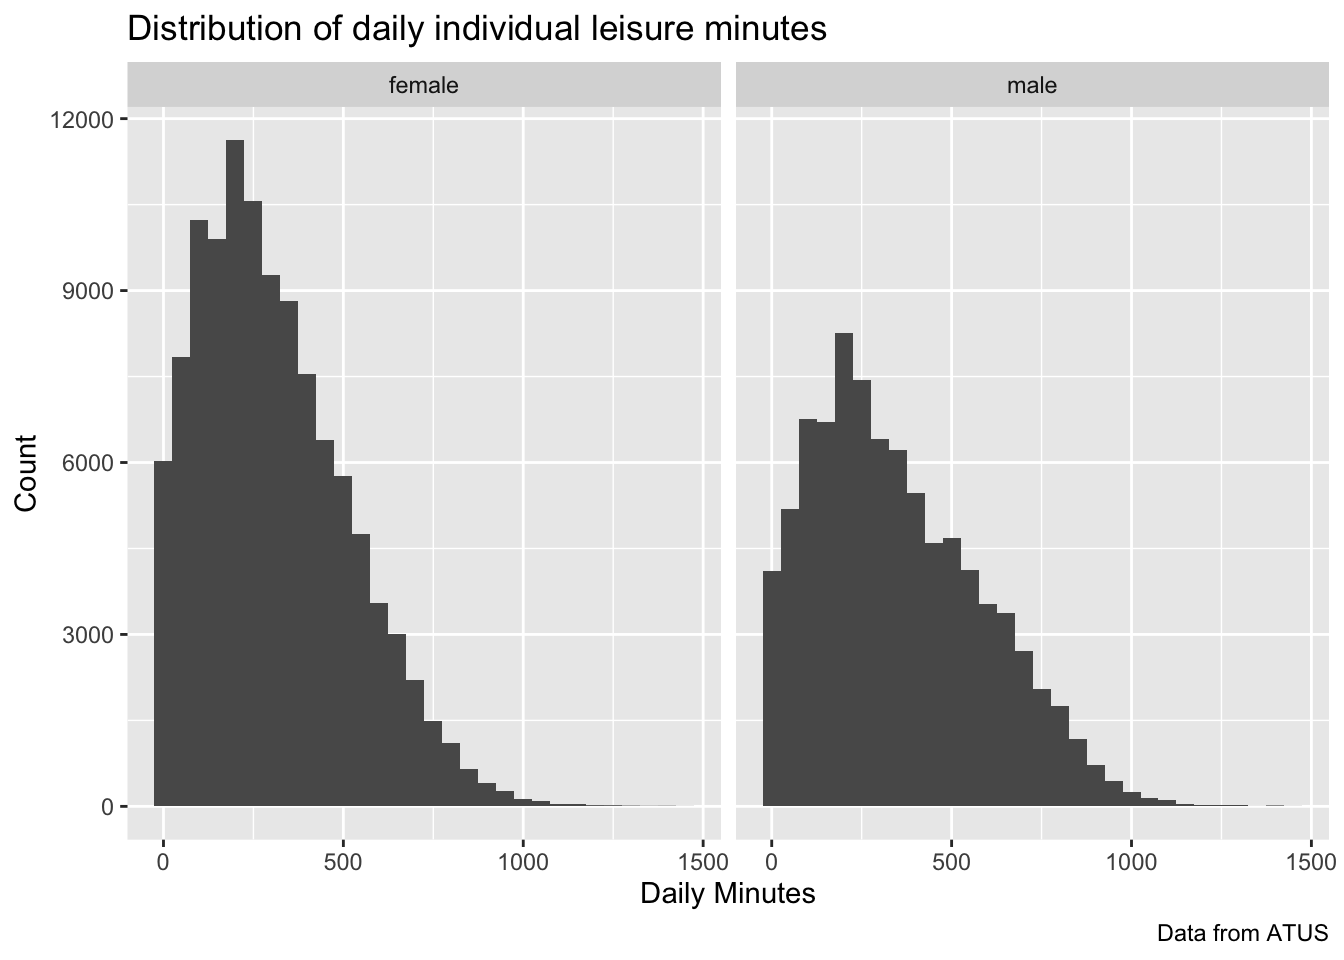 Distribution of daily individual leisure minutes
female
male
12000
9000
6000
3000
0
Count
0
500
1000
1500
0
500
1000
1500
Daily Minutes
Data from ATUS